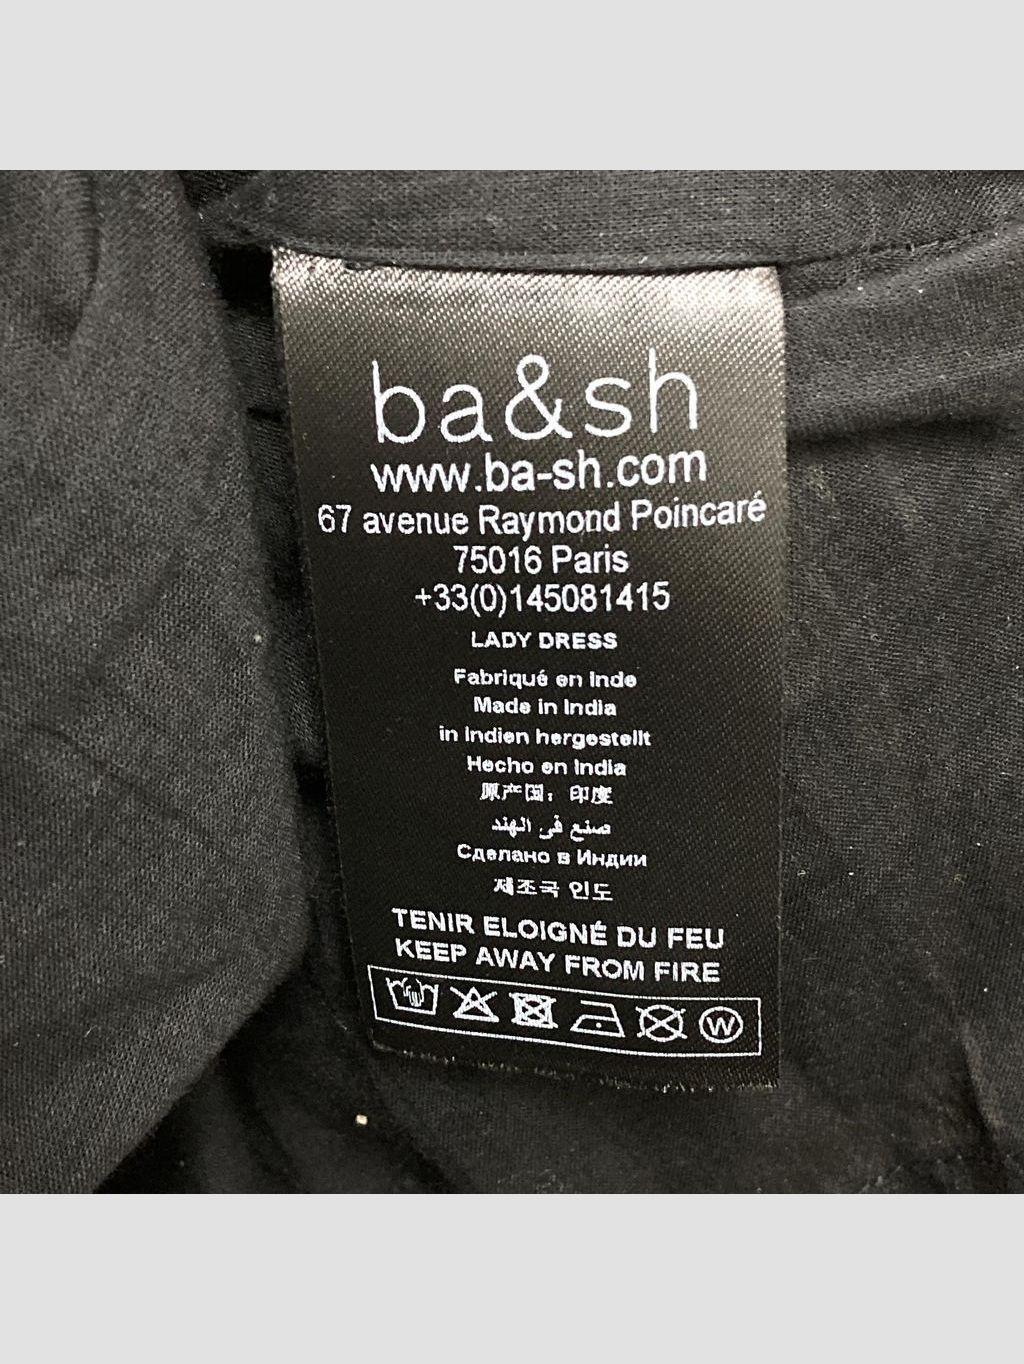 ba&sh
www.ba-sh.com
67 avenue Raymond Poincaré
75016 Paris
+33(0)145081415
LADY DRESS
Fabriqué en Inde
Made in India
in Indien hergestellt
Hecho en India
原产国：印度
صنع في الهند
Сделано в Индии
제조국 인도
TENIR ELOIGNÉ DU FEU
KEEP AWAY FROM FIRE
W